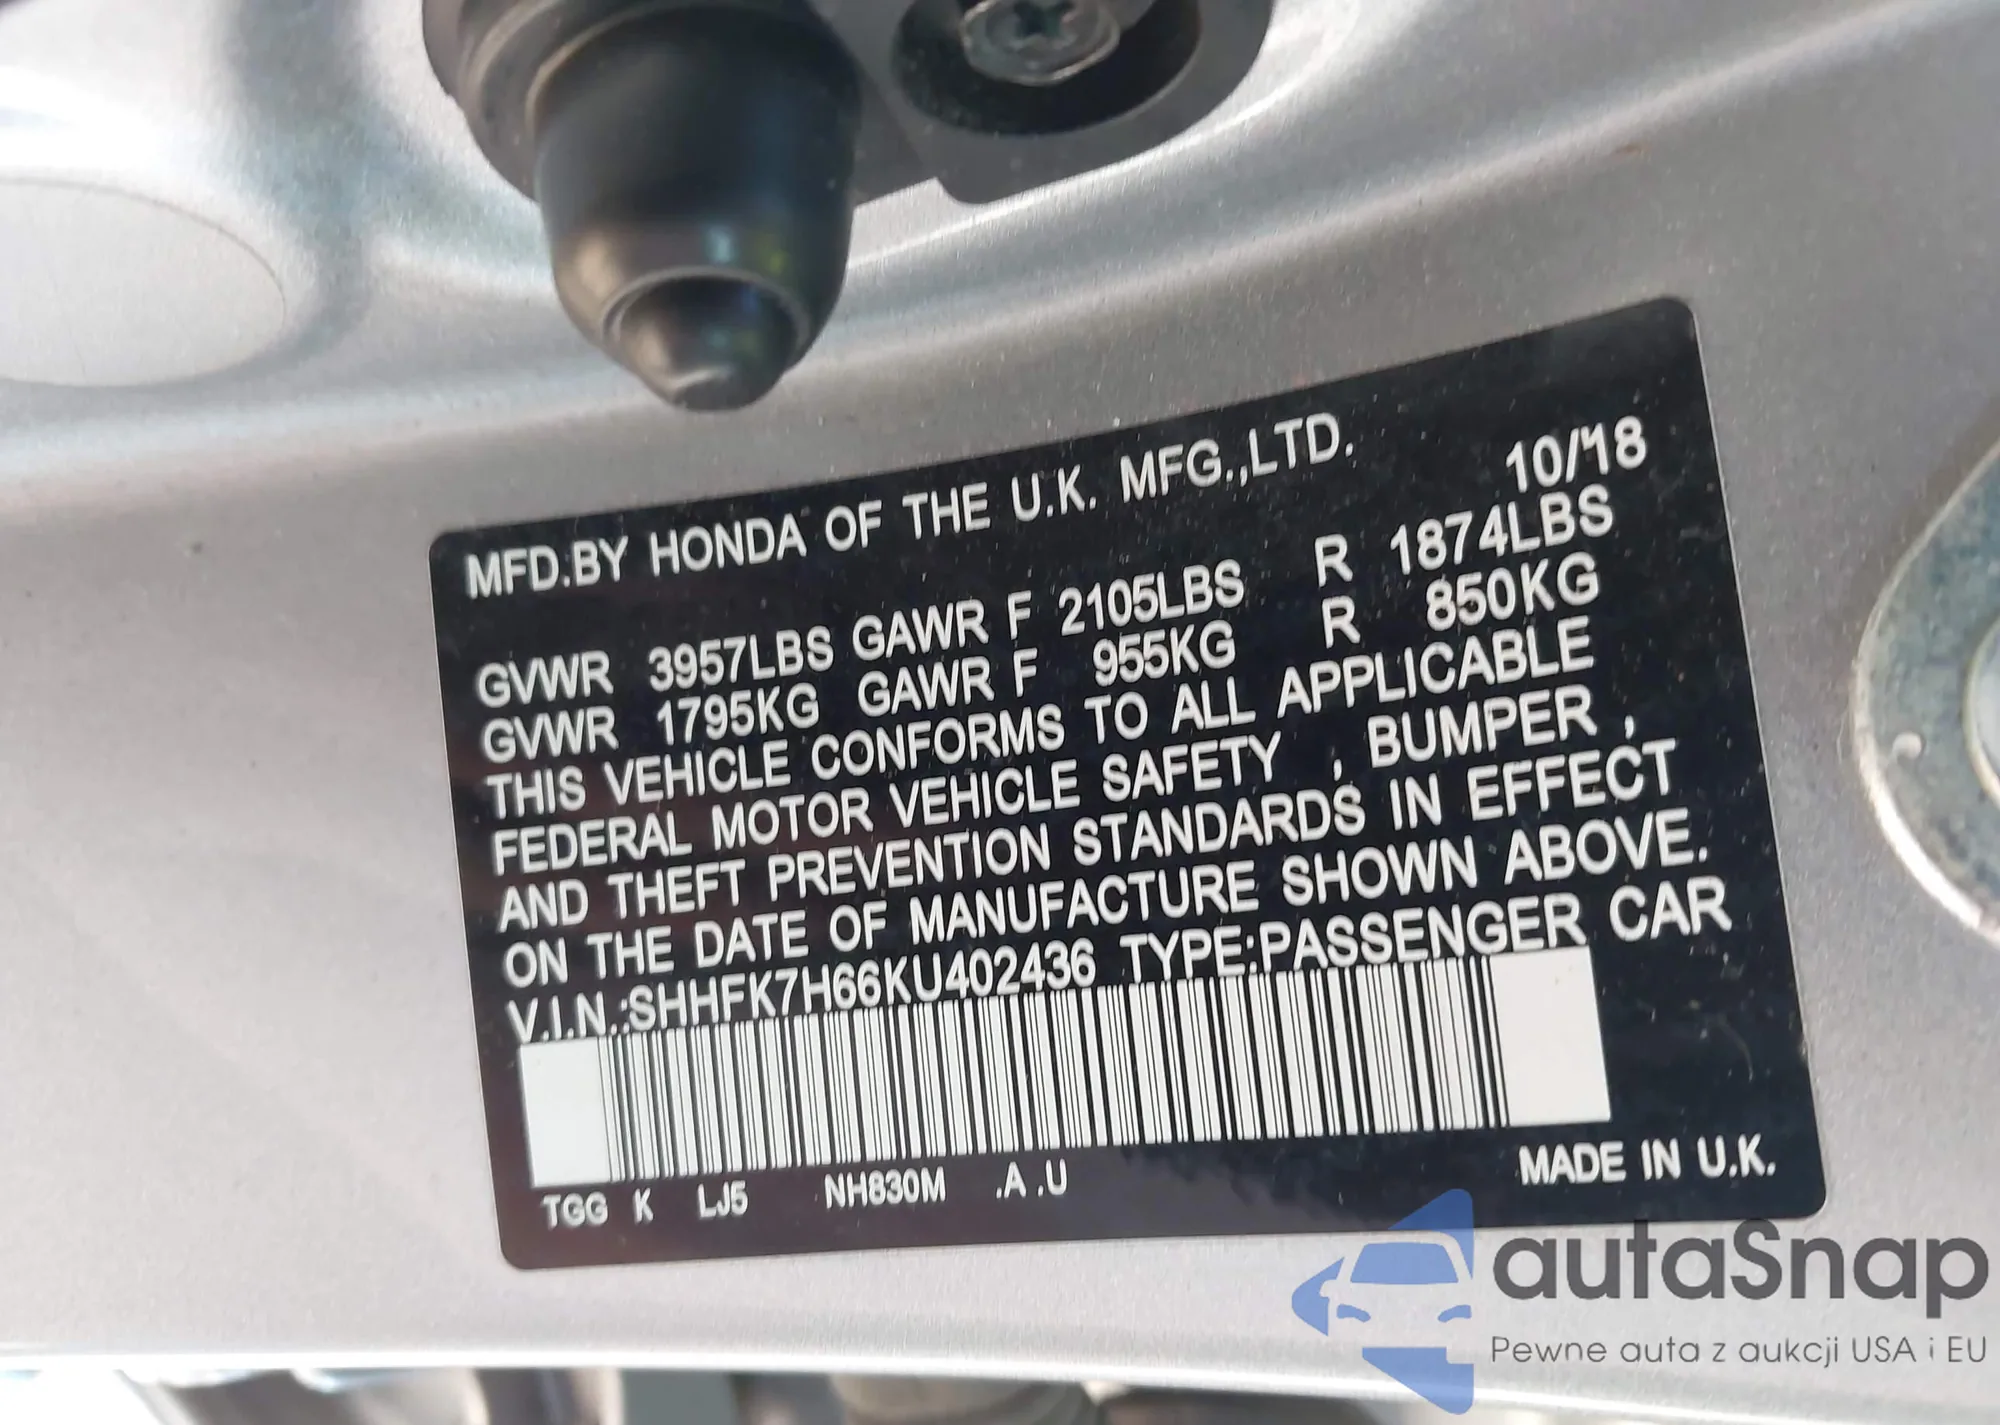 MFD.BY HONDA OF THE U.K. MFG.,LTD. 10/18
GVWR 3957LBS GAWR F 2105LBS R 1874LBS
GVWR 1795KG GAWR F 955KG R 850KG
THIS VEHICLE CONFORMS TO ALL APPLICABLE
FEDERAL MOTOR VEHICLE SAFETY , BUMPER ,
AND THEFT PREVENTION STANDARDS IN EFFECT
ON THE DATE OF MANUFACTURE SHOWN ABOVE.
V.I.N.:SHHFK7H66KU402436 TYPE:PASSENGER CAR
TGG K LJ5 NH830M .A .U MADE IN U.K.
autaSnap
Pewne auta z aukcji USA i EU